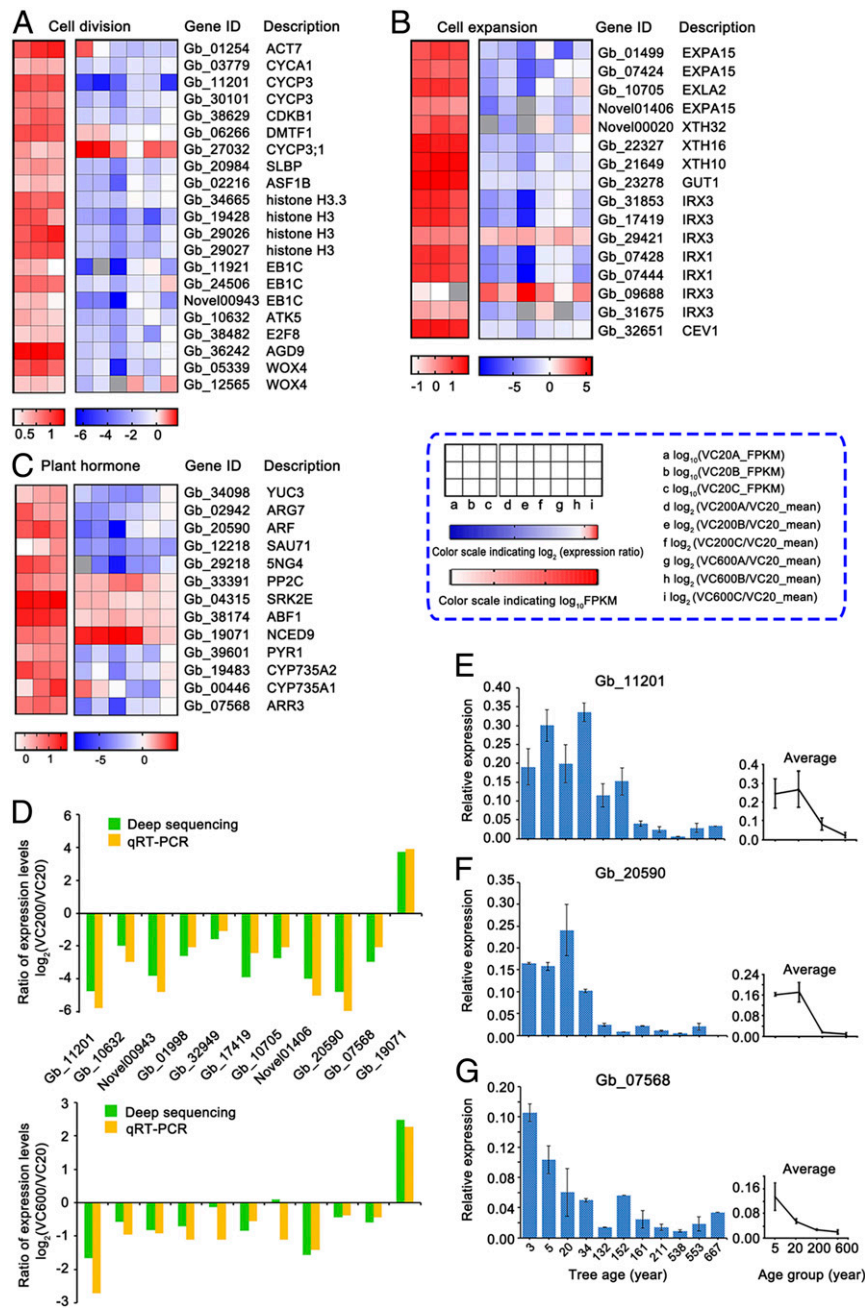 A Cell division Gene ID Description
Gb_01254 ACT7
Gb_03779 CYCA1
Gb_11201 CYCP3
Gb_30101 CYCP3
Gb_38629 CDKB1
Gb_06266 DMTF1
Gb_27032 CYCP3;1
Gb_20984 SLBP
Gb_02216 ASF1B
Gb_34665 histone H3.3
Gb_19428 histone H3
Gb_29026 histone H3
Gb_29027 histone H3
Gb_11921 EB1C
Gb_24506 EB1C
Novel00943 EB1C
Gb_10632 ATK5
Gb_38482 E2F8
Gb_36242 AGD9
Gb_05339 WOX4
Gb_12565 WOX4
0.5 1 -6 -4 -2 0
B Cell expansion Gene ID Description
Gb_01499 EXPA15
Gb_07424 EXPA15
Gb_10705 EXLA2
Novel01406 EXPA15
Novel00020 XTH32
Gb_22327 XTH16
Gb_21649 XTH10
Gb_23278 GUT1
Gb_31853 IRX3
Gb_17419 IRX3
Gb_29421 IRX3
Gb_07428 IRX1
Gb_07444 IRX1
Gb_09688 IRX3
Gb_31675 IRX3
Gb_32651 CEV1
-1 0 1 -5 0 5
C Plant hormone Gene ID Description
Gb_34098 YUC3
Gb_02942 ARG7
Gb_20590 ARF
Gb_12218 SAU71
Gb_29218 5NG4
Gb_33391 PP2C
Gb_04315 SRK2E
Gb_38174 ABF1
Gb_19071 NCED9
Gb_39601 PYR1
Gb_19483 CYP735A2
Gb_00446 CYP735A1
Gb_07568 ARR3
0 1 -5 0
a b c d e f g h i
Color scale indicating log2 (expression ratio)
Color scale indicating log10FPKM
a log10(VC20A_FPKM)
b log10(VC20B_FPKM)
c log10(VC20C_FPKM)
d log2 (VC200A/VC20_mean)
e log2 (VC200B/VC20_mean)
f log2 (VC200C/VC20_mean)
g log2 (VC600A/VC20_mean)
h log2 (VC600B/VC20_mean)
i log2 (VC600C/VC20_mean)
D
Ratio of expression levels
log2(VC200/VC20)
6
4
2
0
-2
-4
-6
Deep sequencing
qRT-PCR
Gb_11201
Gb_10632
Novel00943
Gb_01998
Gb_32949
Gb_17419
Gb_10705
Novel01406
Gb_20590
Gb_07568
Gb_19071
Ratio of expression levels
log2(VC600/VC20)
3
2
1
0
-1
-2
-3
Deep sequencing
qRT-PCR
E Gb_11201
Relative expression
0.40
0.35
0.30
0.25
0.20
0.15
0.10
0.05
0.00
Average
0.4
0.3
0.2
0.1
0.0
F Gb_20590
Relative expression
0.35
0.30
0.25
0.20
0.15
0.10
0.05
0.00
Average
0.24
0.16
0.08
0.00
G Gb_07568
Relative expression
0.20
0.20
0.15
0.10
0.05
0.00
3 5 20 34 132 152 161 211 538 553 667
Tree age (year)
Average
0.16
0.12
0.08
0.04
0.00
5 20 200 600
Age group (year)